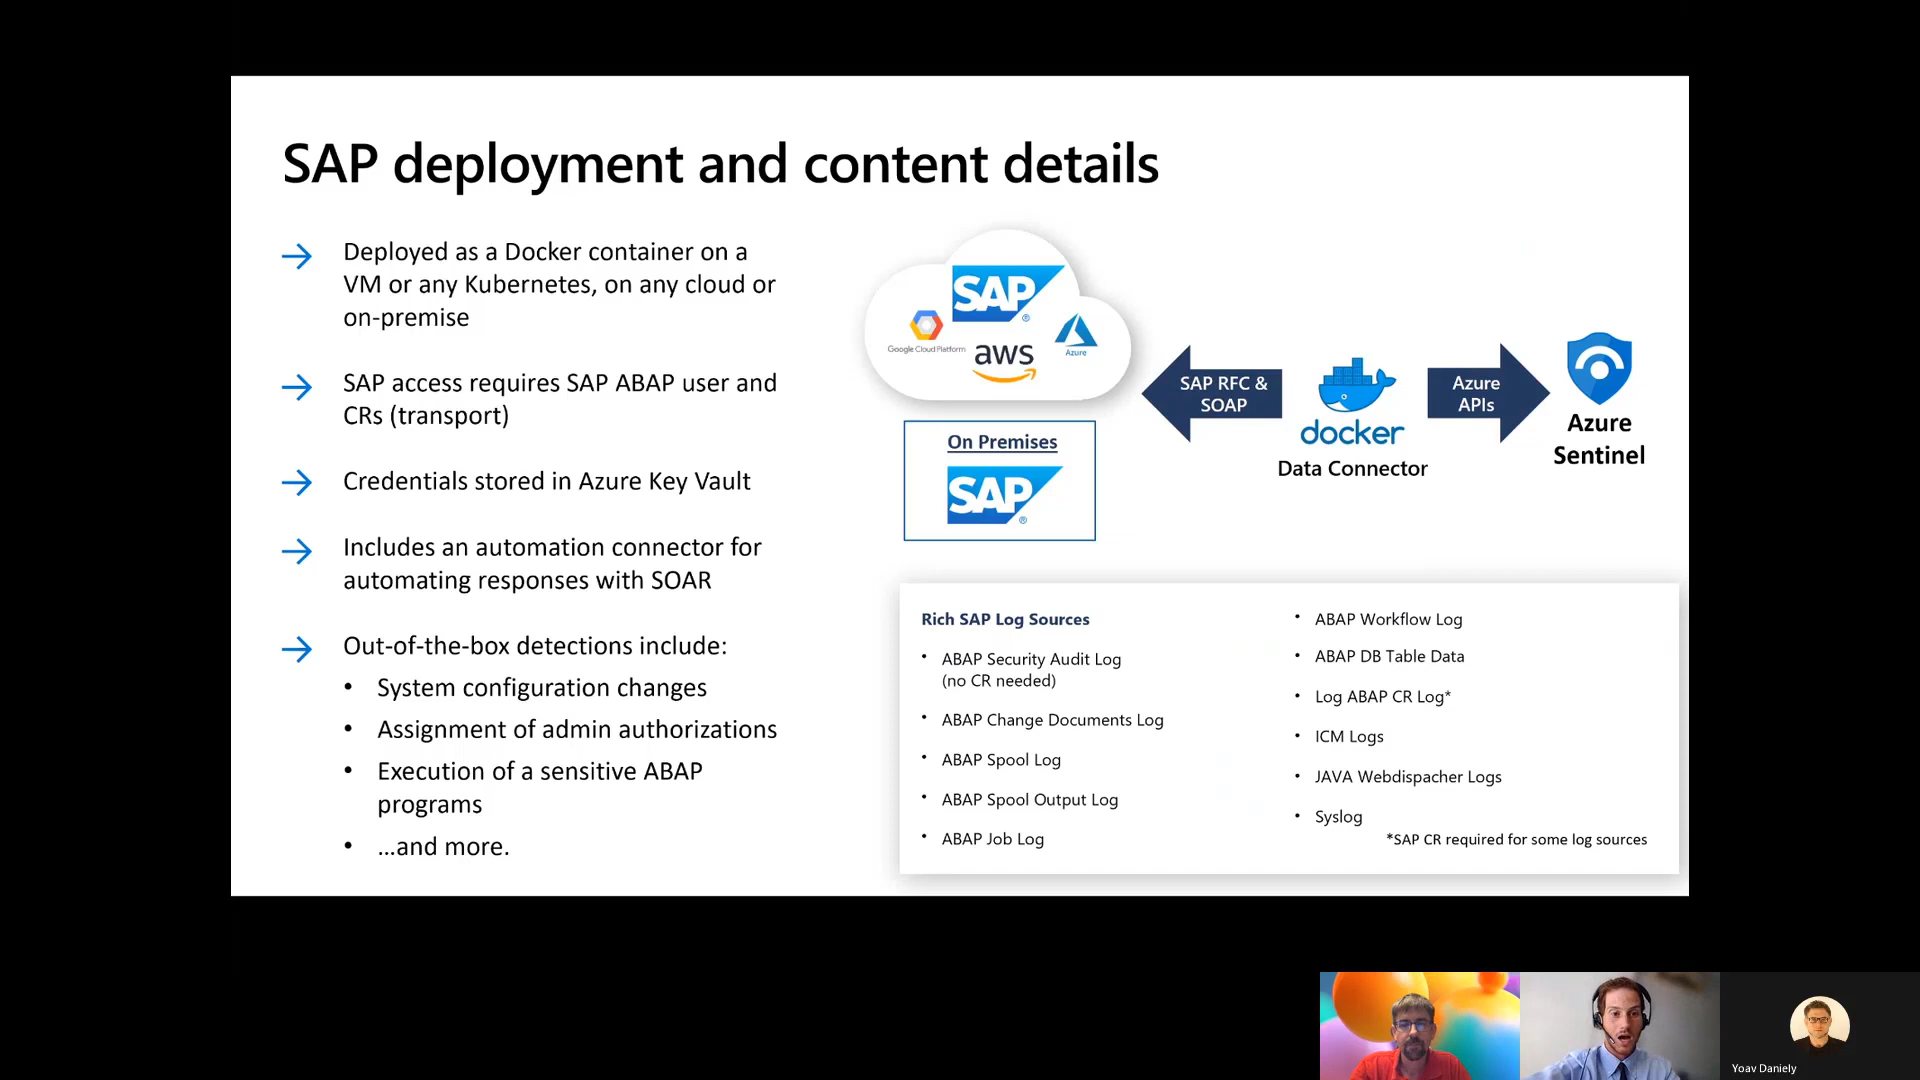 SAP deployment and content details
Deployed as a Docker container on a
VM or any Kubernetes, on any cloud or
on-premise
SAP access requires SAP ABAP user and
CRs (transport)
Credentials stored in Azure Key Vault
Includes an automation connector for
automating responses with SOAR
Out-of-the-box detections include:
• System configuration changes
• Assignment of admin authorizations
• Execution of a sensitive ABAP
programs
• ...and more.
SAP®
Google Cloud Platform
aws
Azure
On Premises
SAP®
SAP RFC &
SOAP
docker
Data Connector
Azure
APIs
Azure
Sentinel
Rich SAP Log Sources
• ABAP Security Audit Log
(no CR needed)
• ABAP Change Documents Log
• ABAP Spool Log
• ABAP Spool Output Log
• ABAP Job Log
• ABAP Workflow Log
• ABAP DB Table Data
• Log ABAP CR Log*
• ICM Logs
• JAVA Webdispacher Logs
• Syslog
*SAP CR required for some log sources
Yoav Daniely